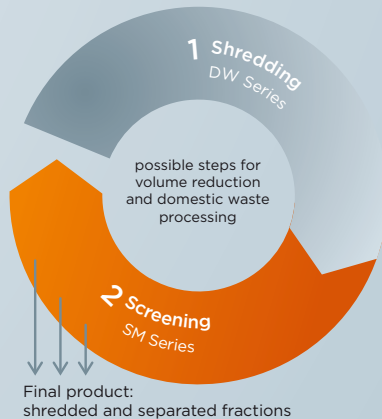 1 Shredding
DW Series
possible steps for
volume reduction
and domestic waste
processing
2 Screening
SM Series
Final product:
shredded and separated fractions